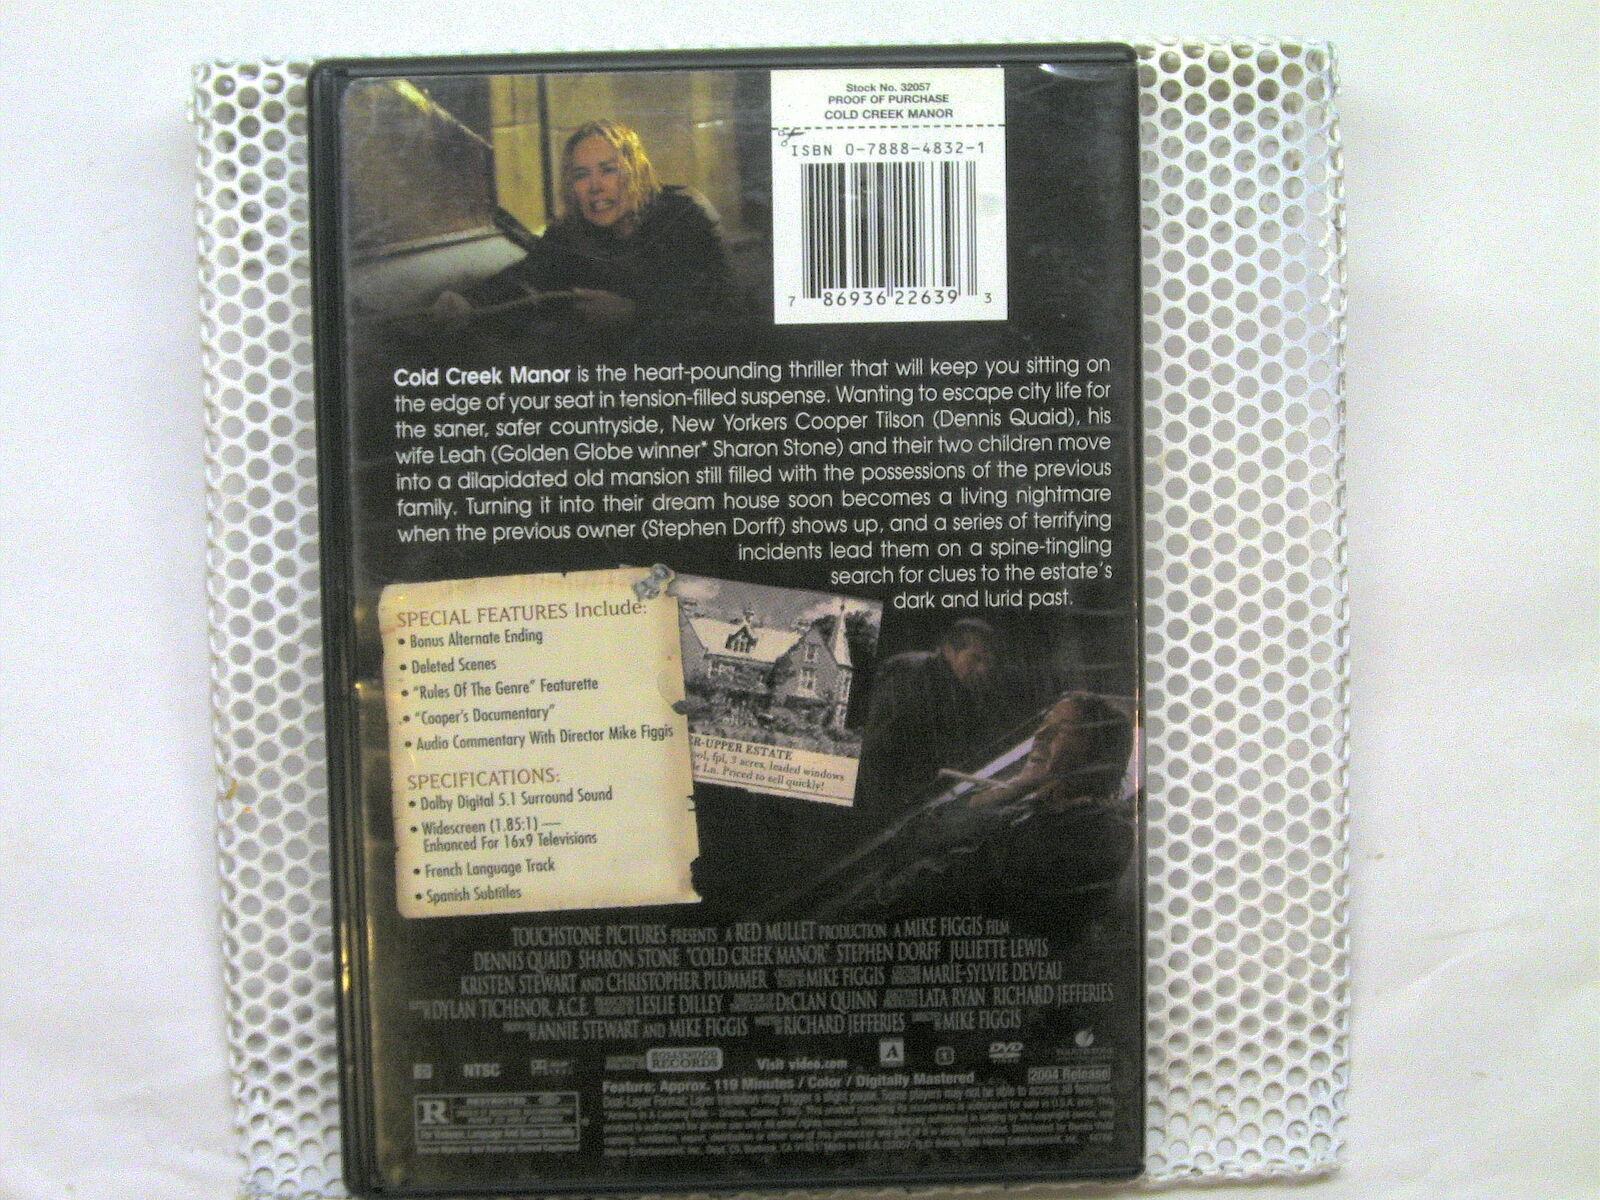 Stock No. 32057
PROOF OF PURCHASE
COLD CREEK MANOR
ISBN 0-7888-4832-1
7 86936 22639 3
Cold Creek Manor is the heart-pounding thriller that will keep you sitting on
the edge of your seat in tension-filled suspense. Wanting to escape city life for
the saner, safer countryside, New Yorkers Cooper Tilson (Dennis Quaid), his
wife Leah (Golden Globe winner* Sharon Stone) and their two children move
into a dilapidated old mansion still filled with the possessions of the previous
family. Turning it into their dream house soon becomes a living nightmare
when the previous owner (Stephen Dorff) shows up, and a series of terrifying
incidents lead them on a spine-tingling
search for clues to the estate's
dark and lurid past.
SPECIAL FEATURES Include:
• Bonus Alternate Ending
• Deleted Scenes
• "Rules Of The Genre" Featurette
• "Cooper's Documentary"
• Audio Commentary With Director Mike Figgis
SPECIFICATIONS:
• Dolby Digital 5.1 Surround Sound
• Widescreen (1.85:1) —
Enhanced For 16x9 Televisions
• French Language Track
• Spanish Subtitles
R-UPPER ESTATE
ool, fpl, 3 acres, leaded windows
Ln. Priced to sell quickly!
TOUCHSTONE PICTURES PRESENTS A RED MULLET PRODUCTION A MIKE FIGGIS FILM
DENNIS QUAID SHARON STONE "COLD CREEK MANOR" STEPHEN DORFF JULIETTE LEWIS
KRISTEN STEWART AND CHRISTOPHER PLUMMER MIKE FIGGIS MARIE-SYLVIE DEVEAU
DYLAN TICHENOR, A.C.E. LESLIE DILLEY DECLAN QUINN LATA RYAN RICHARD JEFFERIES
ANNIE STEWART AND MIKE FIGGIS RICHARD JEFFERIES MIKE FIGGIS
NTSC
HOLLYWOOD RECORDS
Visit video.com
A
1
DVD
Feature: Approx. 119 Minutes / Color / Digitally Mastered
2004 Release
R
RESTRICTED